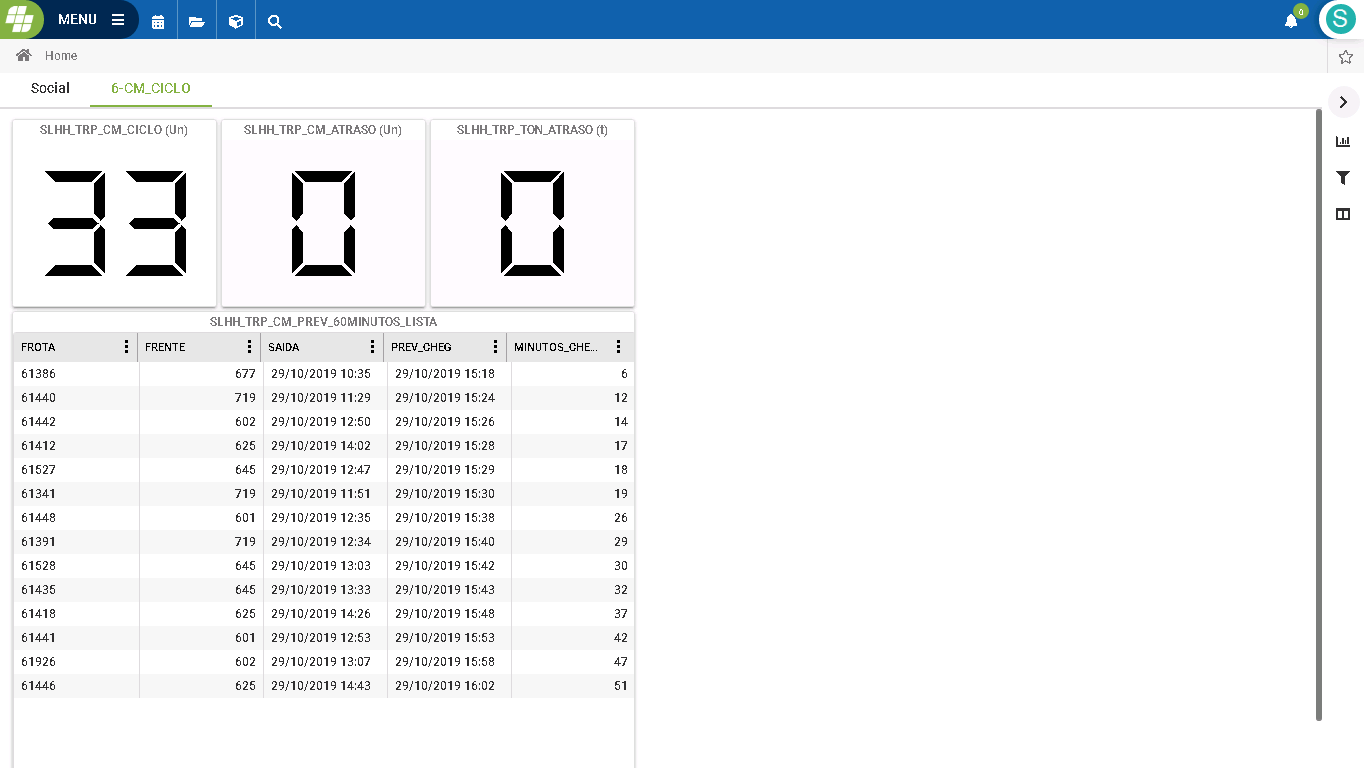 MENU
0
S
Home
Social 6-CM_CICLO
SLHH_TRP_CM_CICLO (Un) SLHH_TRP_CM_ATRASO (Un) SLHH_TRP_TON_ATRASO (t)
33 0 0
SLHH_TRP_CM_PREV_60MINUTOS_LISTA
FROTA FRENTE SAIDA PREV_CHEG MINUTOS_CHE...
61386 677 29/10/2019 10:35 29/10/2019 15:18 6
61440 719 29/10/2019 11:29 29/10/2019 15:24 12
61442 602 29/10/2019 12:50 29/10/2019 15:26 14
61412 625 29/10/2019 14:02 29/10/2019 15:28 17
61527 645 29/10/2019 12:47 29/10/2019 15:29 18
61341 719 29/10/2019 11:51 29/10/2019 15:30 19
61448 601 29/10/2019 12:35 29/10/2019 15:38 26
61391 719 29/10/2019 12:34 29/10/2019 15:40 29
61528 645 29/10/2019 13:03 29/10/2019 15:42 30
61435 645 29/10/2019 13:33 29/10/2019 15:43 32
61418 625 29/10/2019 14:26 29/10/2019 15:48 37
61441 601 29/10/2019 12:53 29/10/2019 15:53 42
61926 602 29/10/2019 13:07 29/10/2019 15:58 47
61446 625 29/10/2019 14:43 29/10/2019 16:02 51